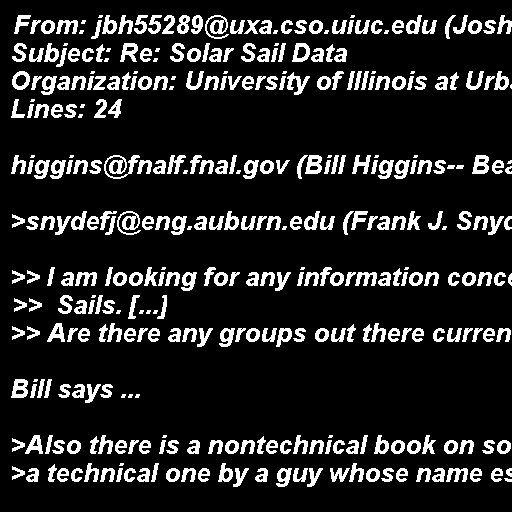 From: jbh55289@uxa.cso.uiuc.edu (Josh
Subject: Re: Solar Sail Data
Organization: University of Illinois at Urb
Lines: 24
higgins@fnalf.fnal.gov (Bill Higgins-- Bea
>snydefj@eng.auburn.edu (Frank J. Snyd
>> I am looking for any information conce
>>  Sails. [...]
>> Are there any groups out there curren
Bill says ...
>Also there is a nontechnical book on so
>a technical one by a guy whose name es